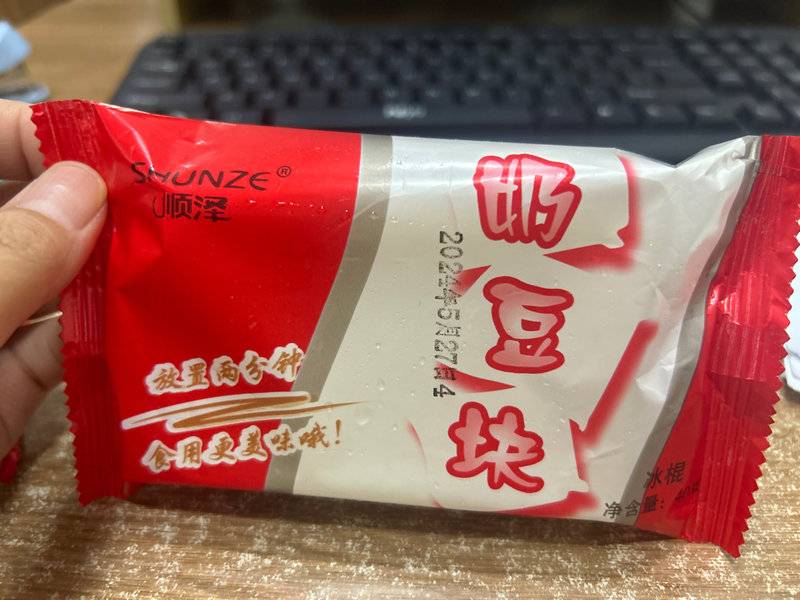 SHUNZE®
顺泽
放置两分钟
食用更美味哦!
2024年5月27日4
奶豆块
冰棍
净含量: